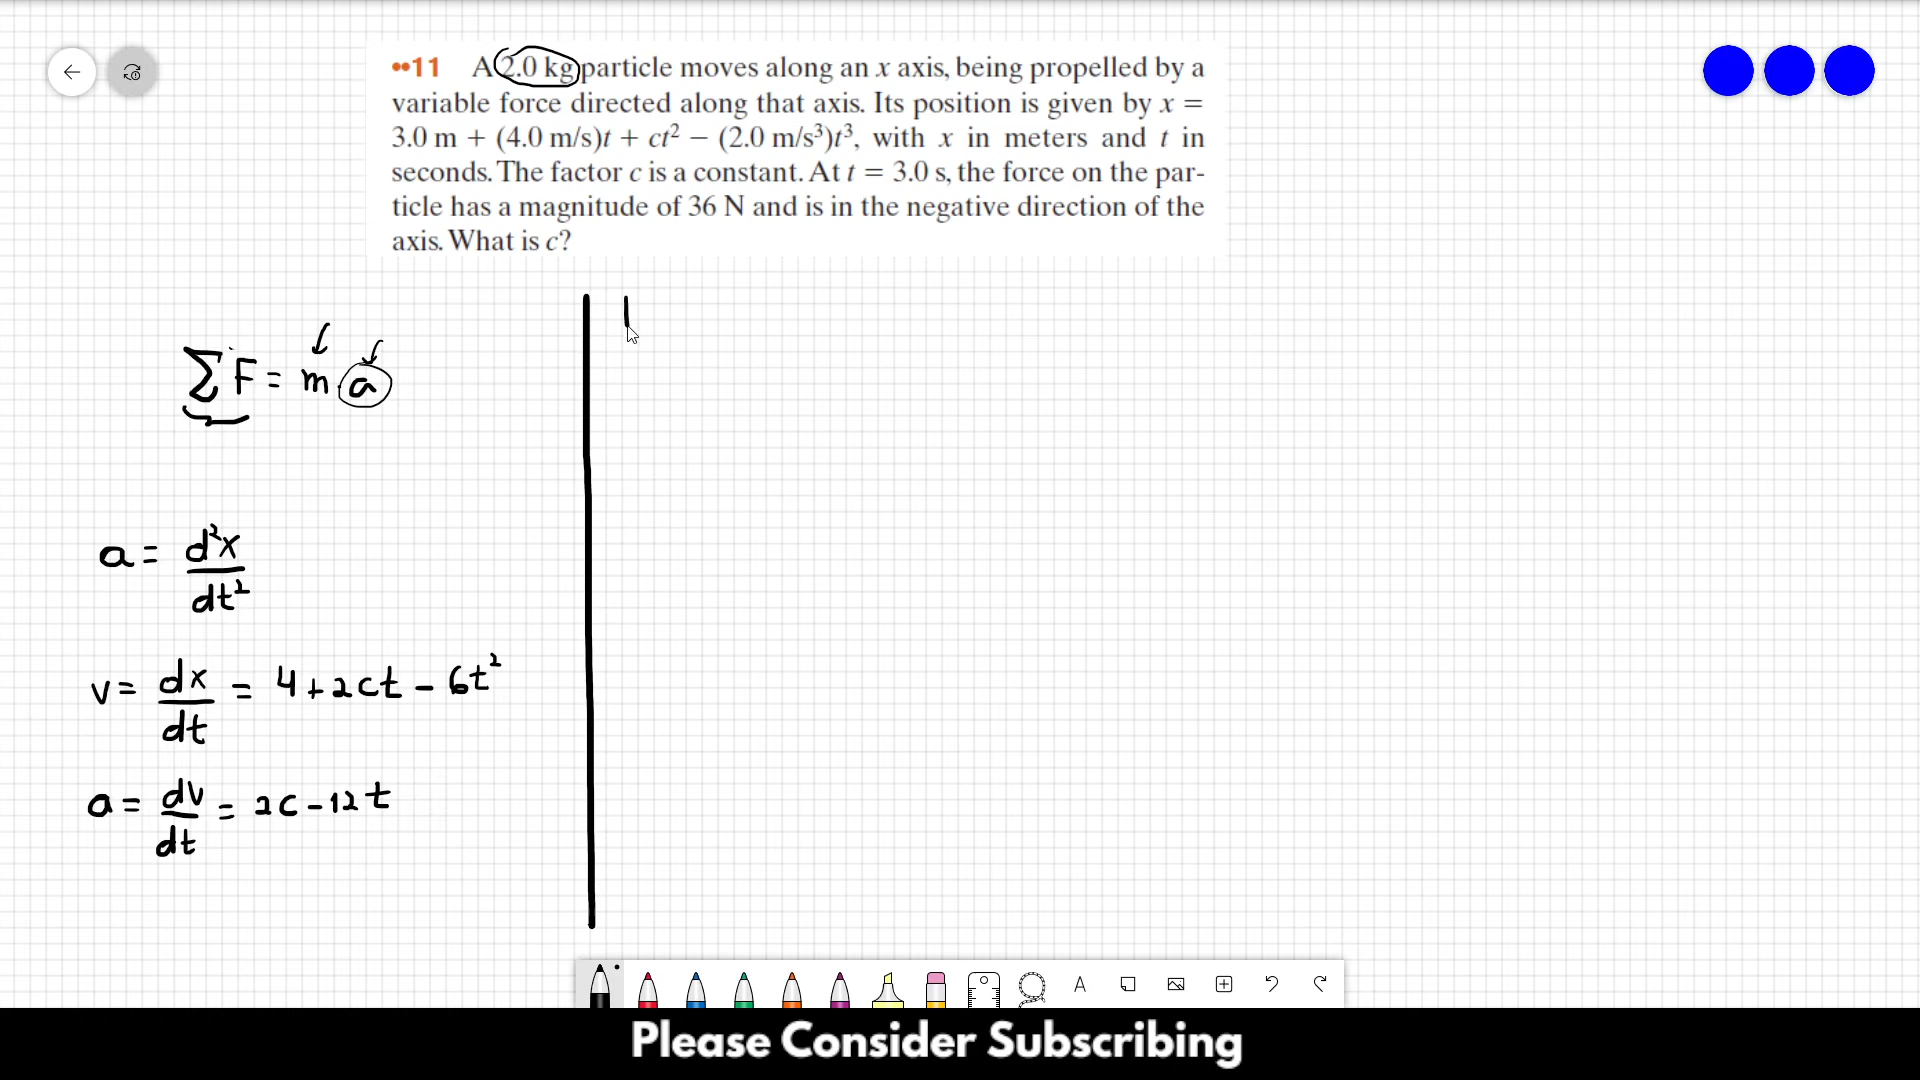 ••11 A 2.0 kg particle moves along an x axis, being propelled by a
variable force directed along that axis. Its position is given by x =
3.0 m + (4.0 m/s)t + ct² − (2.0 m/s³)t³, with x in meters and t in
seconds. The factor c is a constant. At t = 3.0 s, the force on the par-
ticle has a magnitude of 36 N and is in the negative direction of the
axis. What is c?
∑F = m.a
a = d²x/dt²
v = dx/dt = 4+2ct − 6t²
a = dv/dt = 2c − 12t
A
Please Consider Subscribing